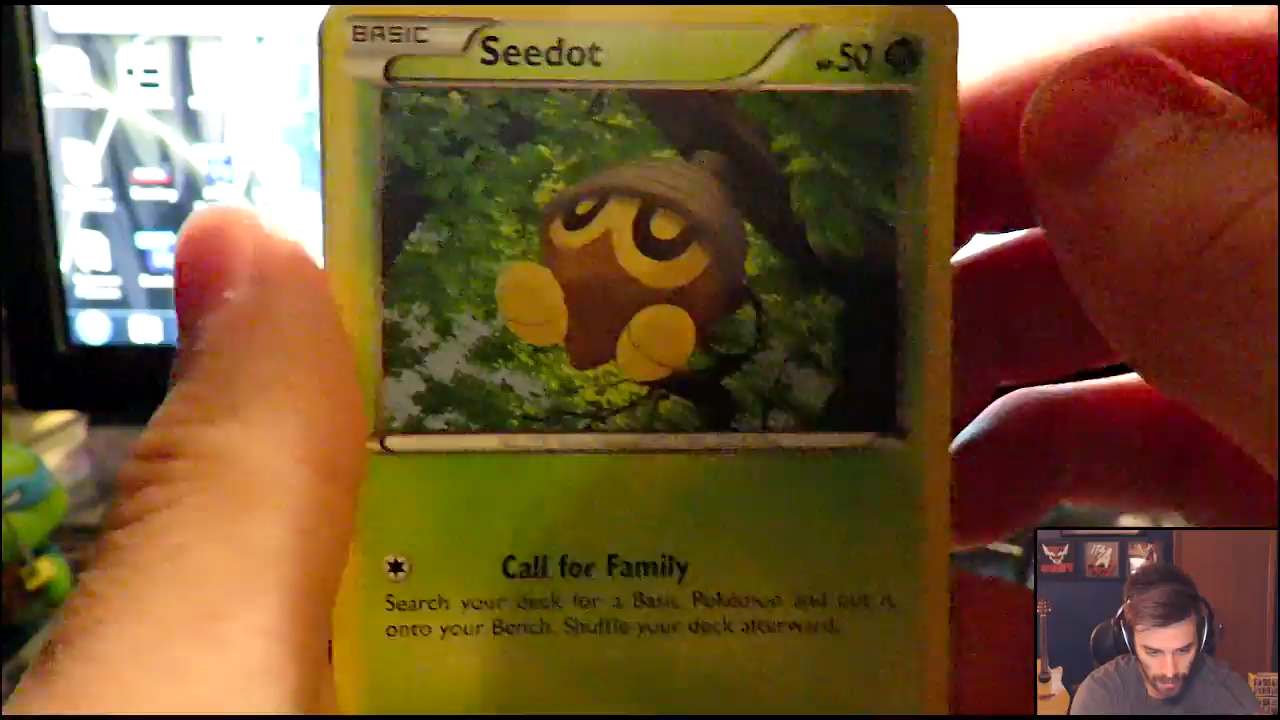 BASIC Seedot HP 50
Call for Family
Search your deck for a Basic Pokémon and put it
onto your Bench. Shuffle your deck afterward.